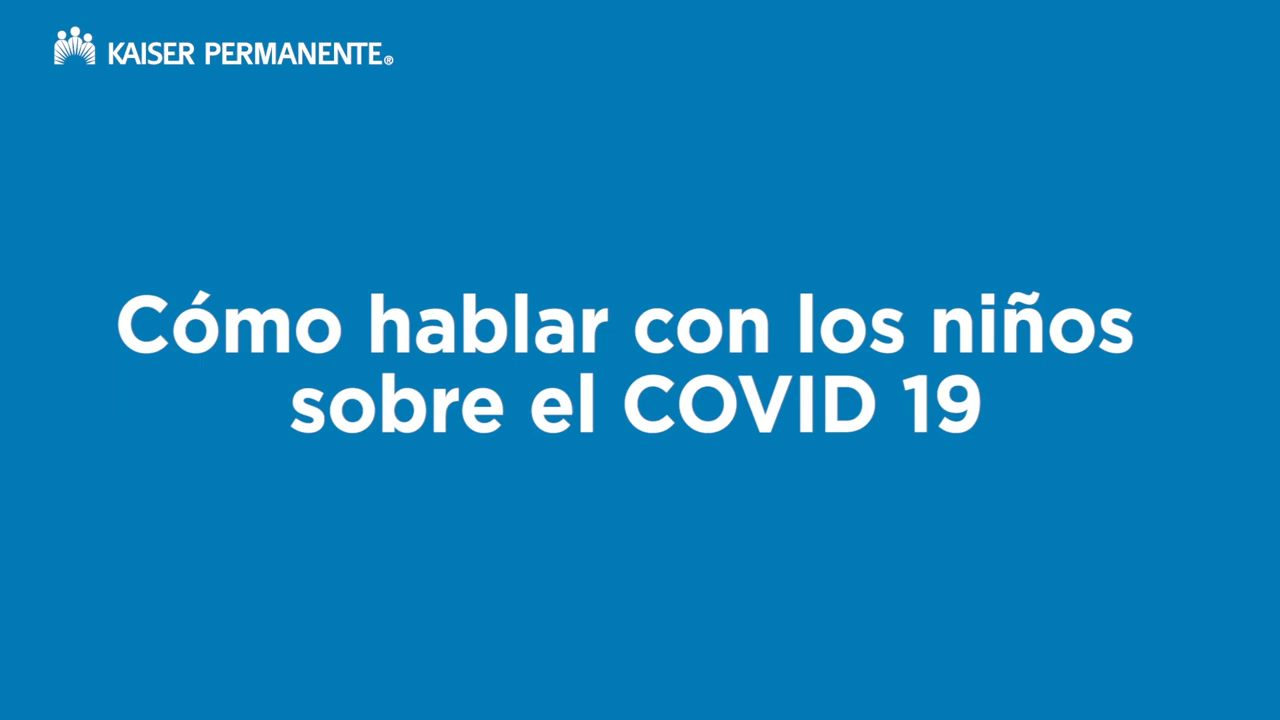 KAISER PERMANENTE®
Cómo hablar con los niños
sobre el COVID 19